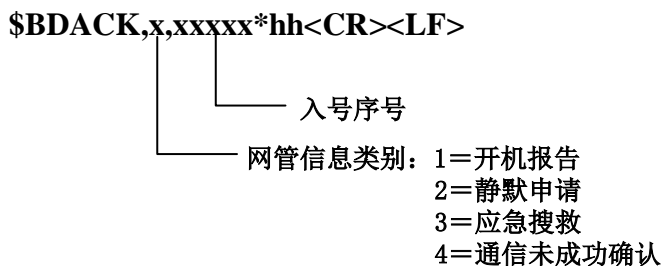 $BDACK,x,xxxxx*hh<CR><LF>
入号序号
网管信息类别：1＝开机报告
2＝静默申请
3＝应急搜救
4＝通信未成功确认